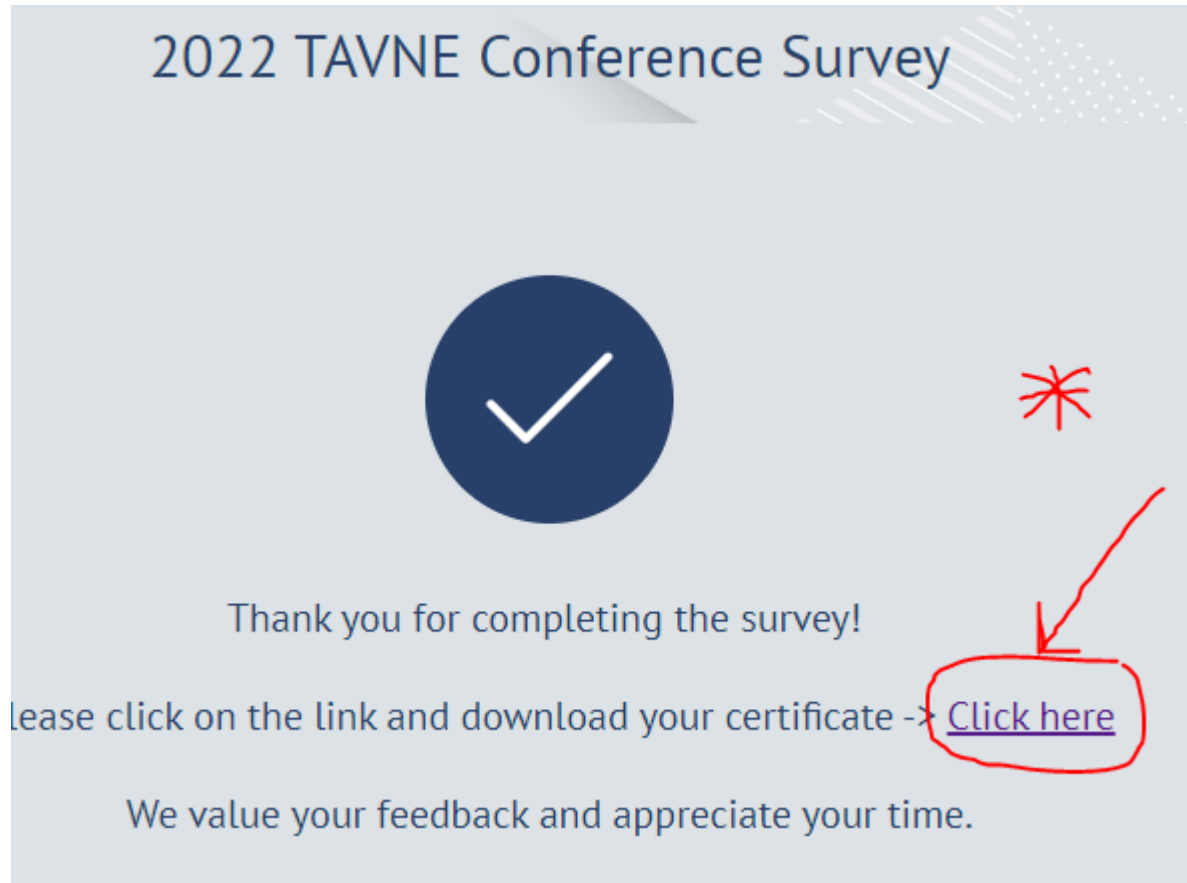 2022 TAVNE Conference Survey
Thank you for completing the survey!
lease click on the link and download your certificate -> Click here
We value your feedback and appreciate your time.